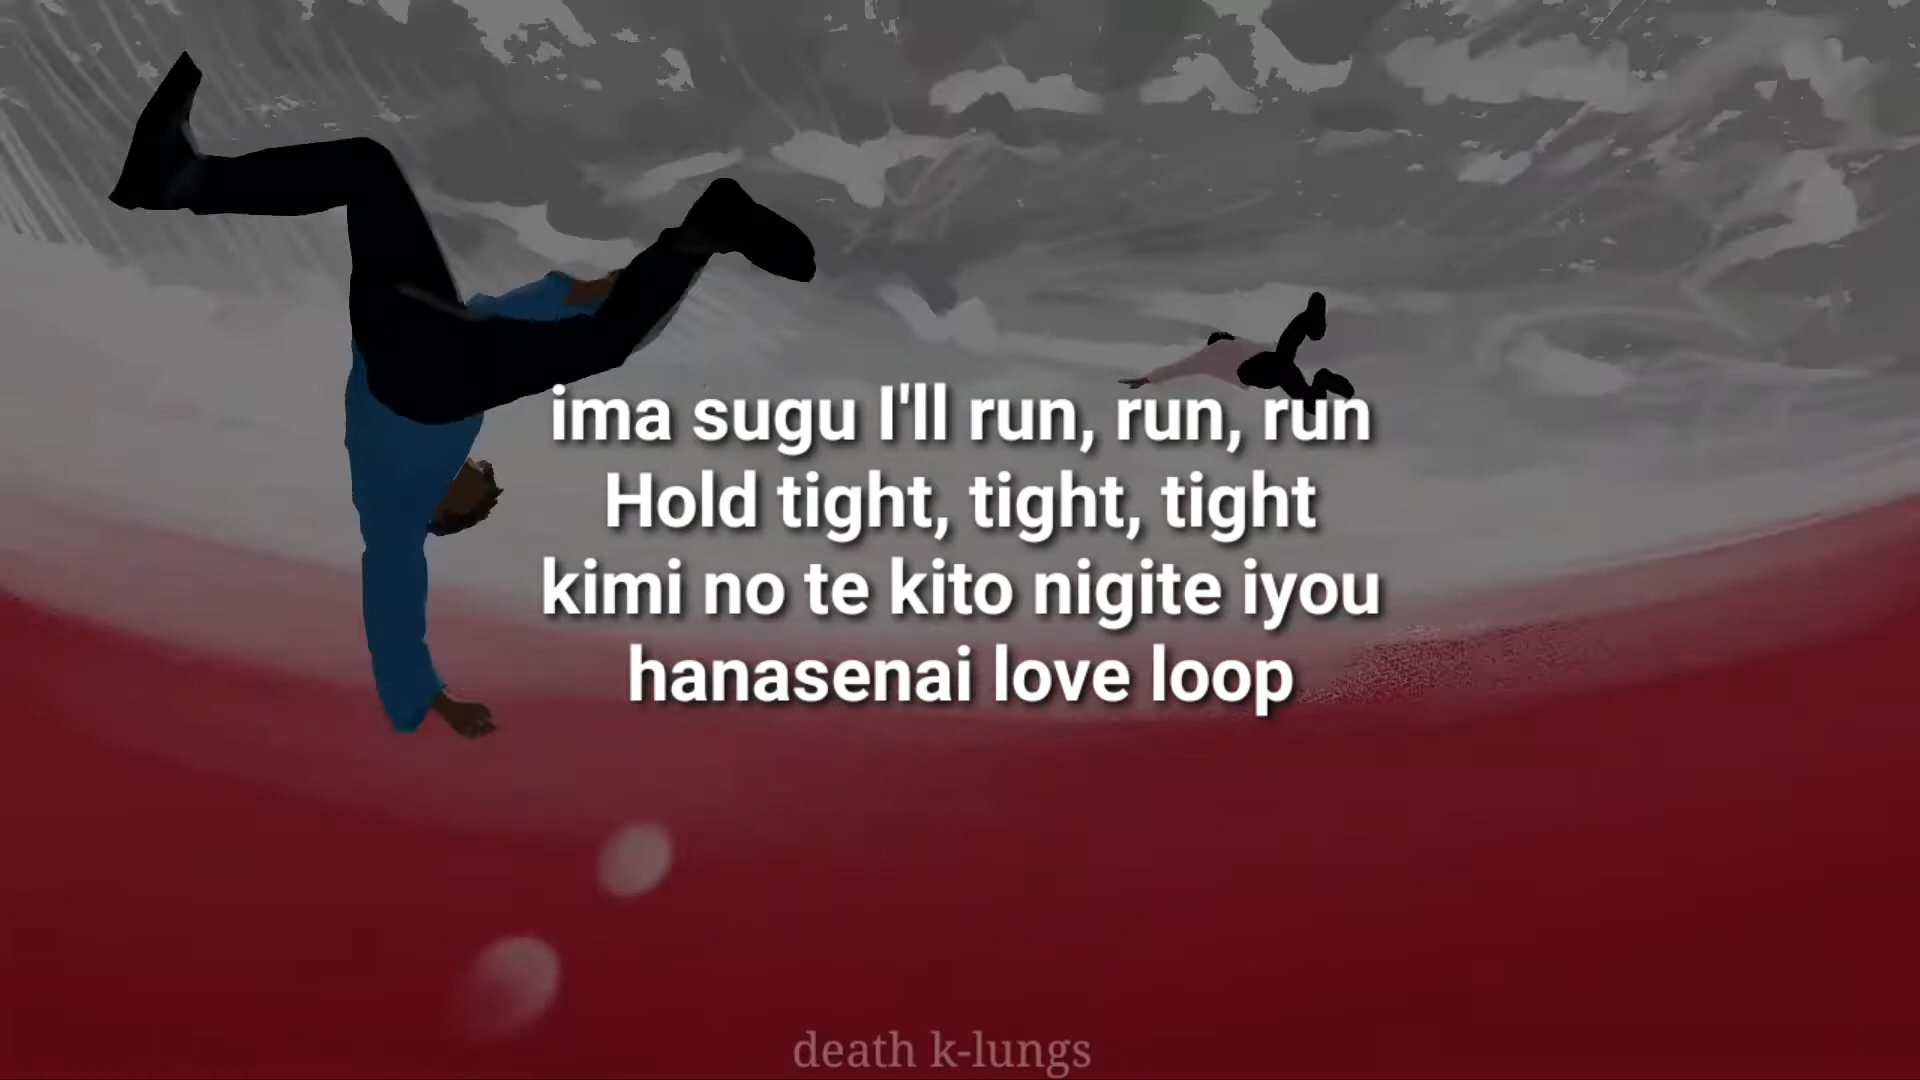 ima sugu I'll run, run, run
Hold tight, tight, tight
kimi no te kito nigite iyou
hanasenai love loop
death k-lungs